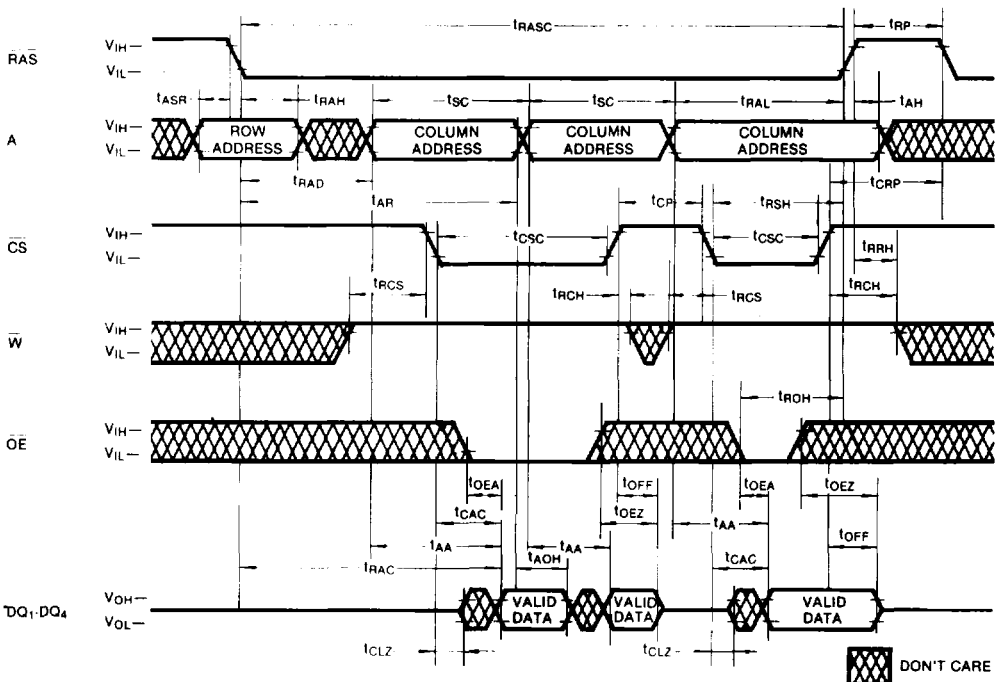 tRASC tRP
RAS VIH— VIL—
tASR tRAH tSC tSC tRAL tAH
A VIH— VIL— ROW ADDRESS COLUMN ADDRESS COLUMN ADDRESS COLUMN ADDRESS
tRAD tCRP
tAR tCP tRSH
CS VIH— VIL— tCSC tCSC tRRH
tRCS tRCH tRCS tRCH
W VIH— VIL—
tROH
OE VIH— VIL—
tOEA tOFF tOEA tOEZ
tCAC tOEZ tAA
tAA tAA tOFF
tRAC tAOH tCAC
DQ1-DQ4 VOH— VOL— VALID DATA VALID DATA VALID DATA
tCLZ tCLZ
DON'T CARE